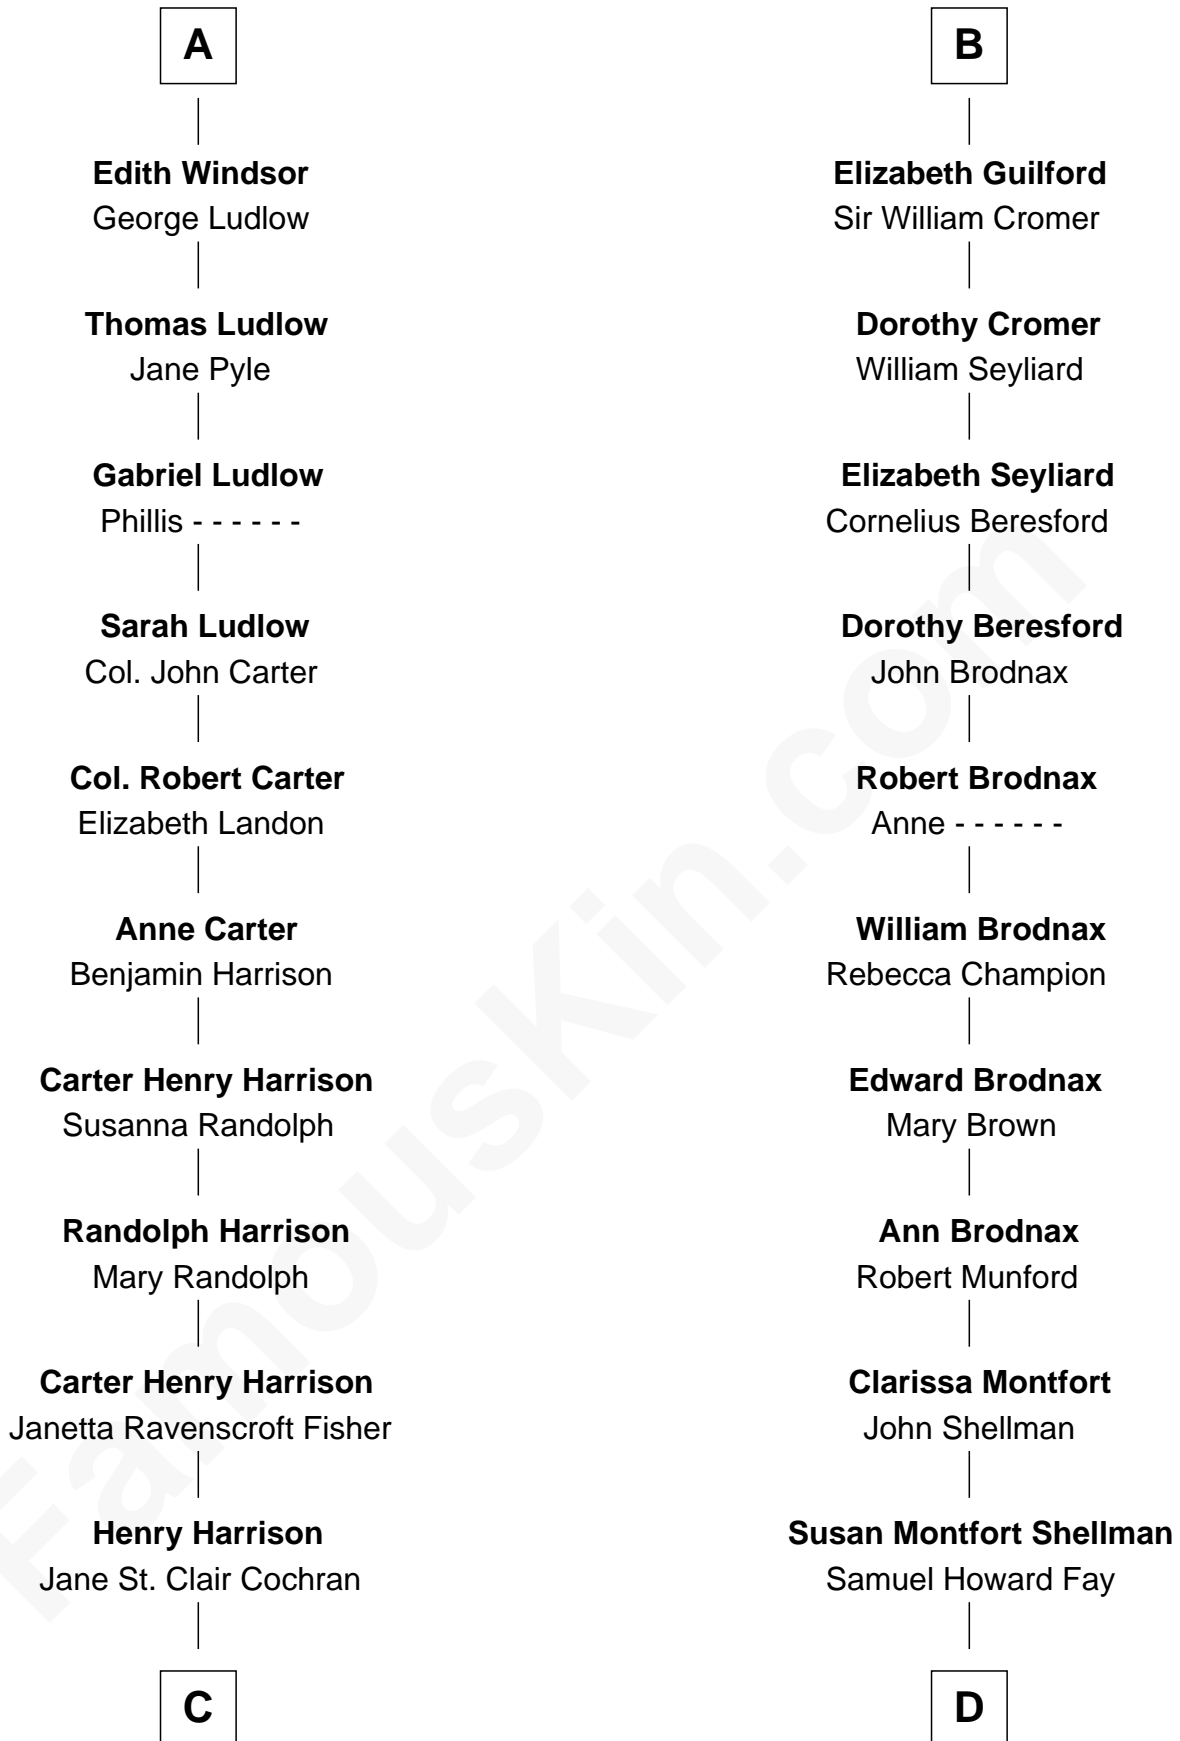 A
Edith Windsor
George Ludlow
Thomas Ludlow
Jane Pyle
Gabriel Ludlow
Phillis - - - - - -
Sarah Ludlow
Col. John Carter
Col. Robert Carter
Elizabeth Landon
Anne Carter
Benjamin Harrison
Carter Henry Harrison
Susanna Randolph
Randolph Harrison
Mary Randolph
Carter Henry Harrison
Janetta Ravenscroft Fisher
Henry Harrison
Jane St. Clair Cochran
C
B
Elizabeth Guilford
Sir William Cromer
Dorothy Cromer
William Seyliard
Elizabeth Seyliard
Cornelius Beresford
Dorothy Beresford
John Brodnax
Robert Brodnax
Anne - - - - - -
William Brodnax
Rebecca Champion
Edward Brodnax
Mary Brown
Ann Brodnax
Robert Munford
Clarissa Montfort
John Shellman
Susan Montfort Shellman
Samuel Howard Fay
D
FamousKin.com